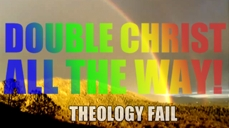 DOUBLE CHRIST
ALL THE WAY!
THEOLOGY FAIL